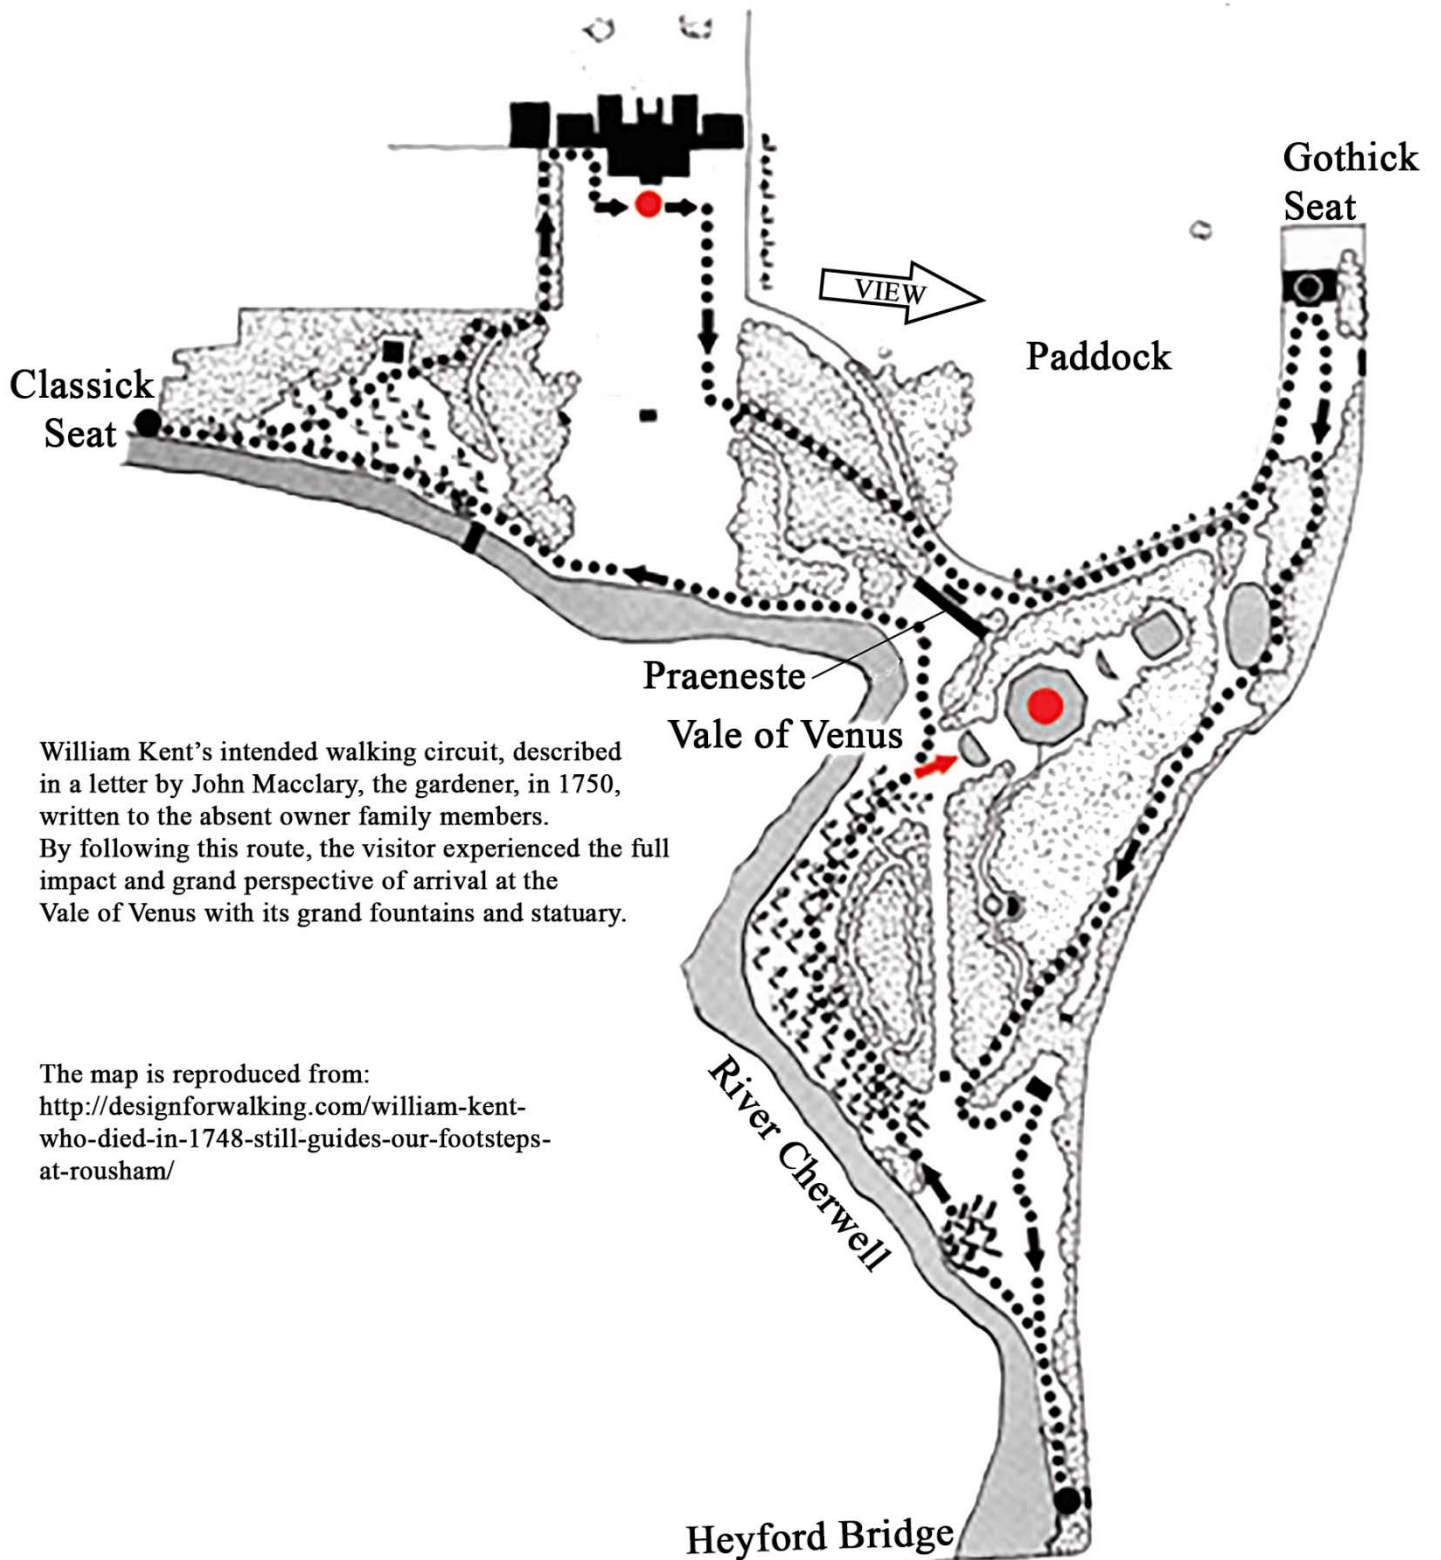 Gothick
Seat
VIEW
Paddock
Classick
Seat
Praeneste
Vale of Venus
William Kent’s intended walking circuit, described
in a letter by John Macclary, the gardener, in 1750,
written to the absent owner family members.
By following this route, the visitor experienced the full
impact and grand perspective of arrival at the
Vale of Venus with its grand fountains and statuary.
The map is reproduced from:
http://designforwalking.com/william-kent-
who-died-in-1748-still-guides-our-footsteps-
at-rousham/
River Cherwell
Heyford Bridge